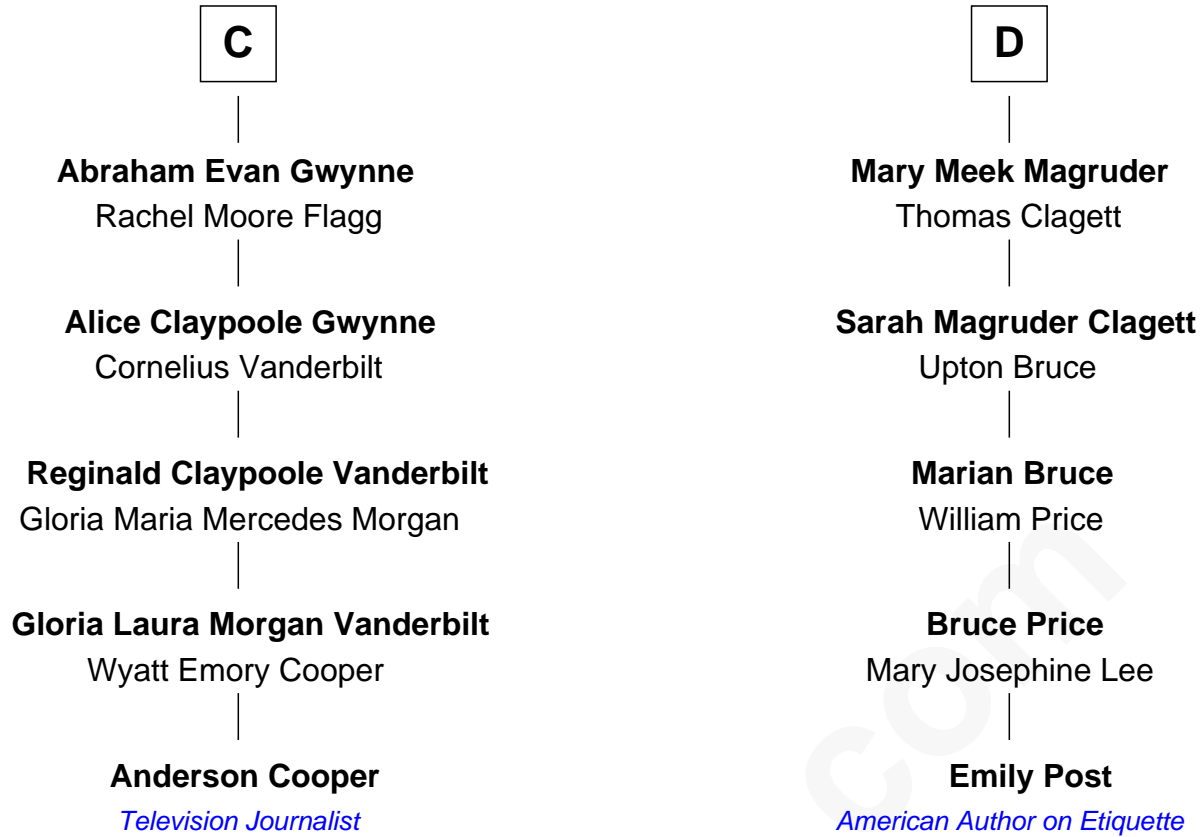 C
Abraham Evan Gwynne
Rachel Moore Flagg
Alice Claypoole Gwynne
Cornelius Vanderbilt
Reginald Claypoole Vanderbilt
Gloria Maria Mercedes Morgan
Gloria Laura Morgan Vanderbilt
Wyatt Emory Cooper
Anderson Cooper
Television Journalist
D
Mary Meek Magruder
Thomas Clagett
Sarah Magruder Clagett
Upton Bruce
Marian Bruce
William Price
Bruce Price
Mary Josephine Lee
Emily Post
American Author on Etiquette
com